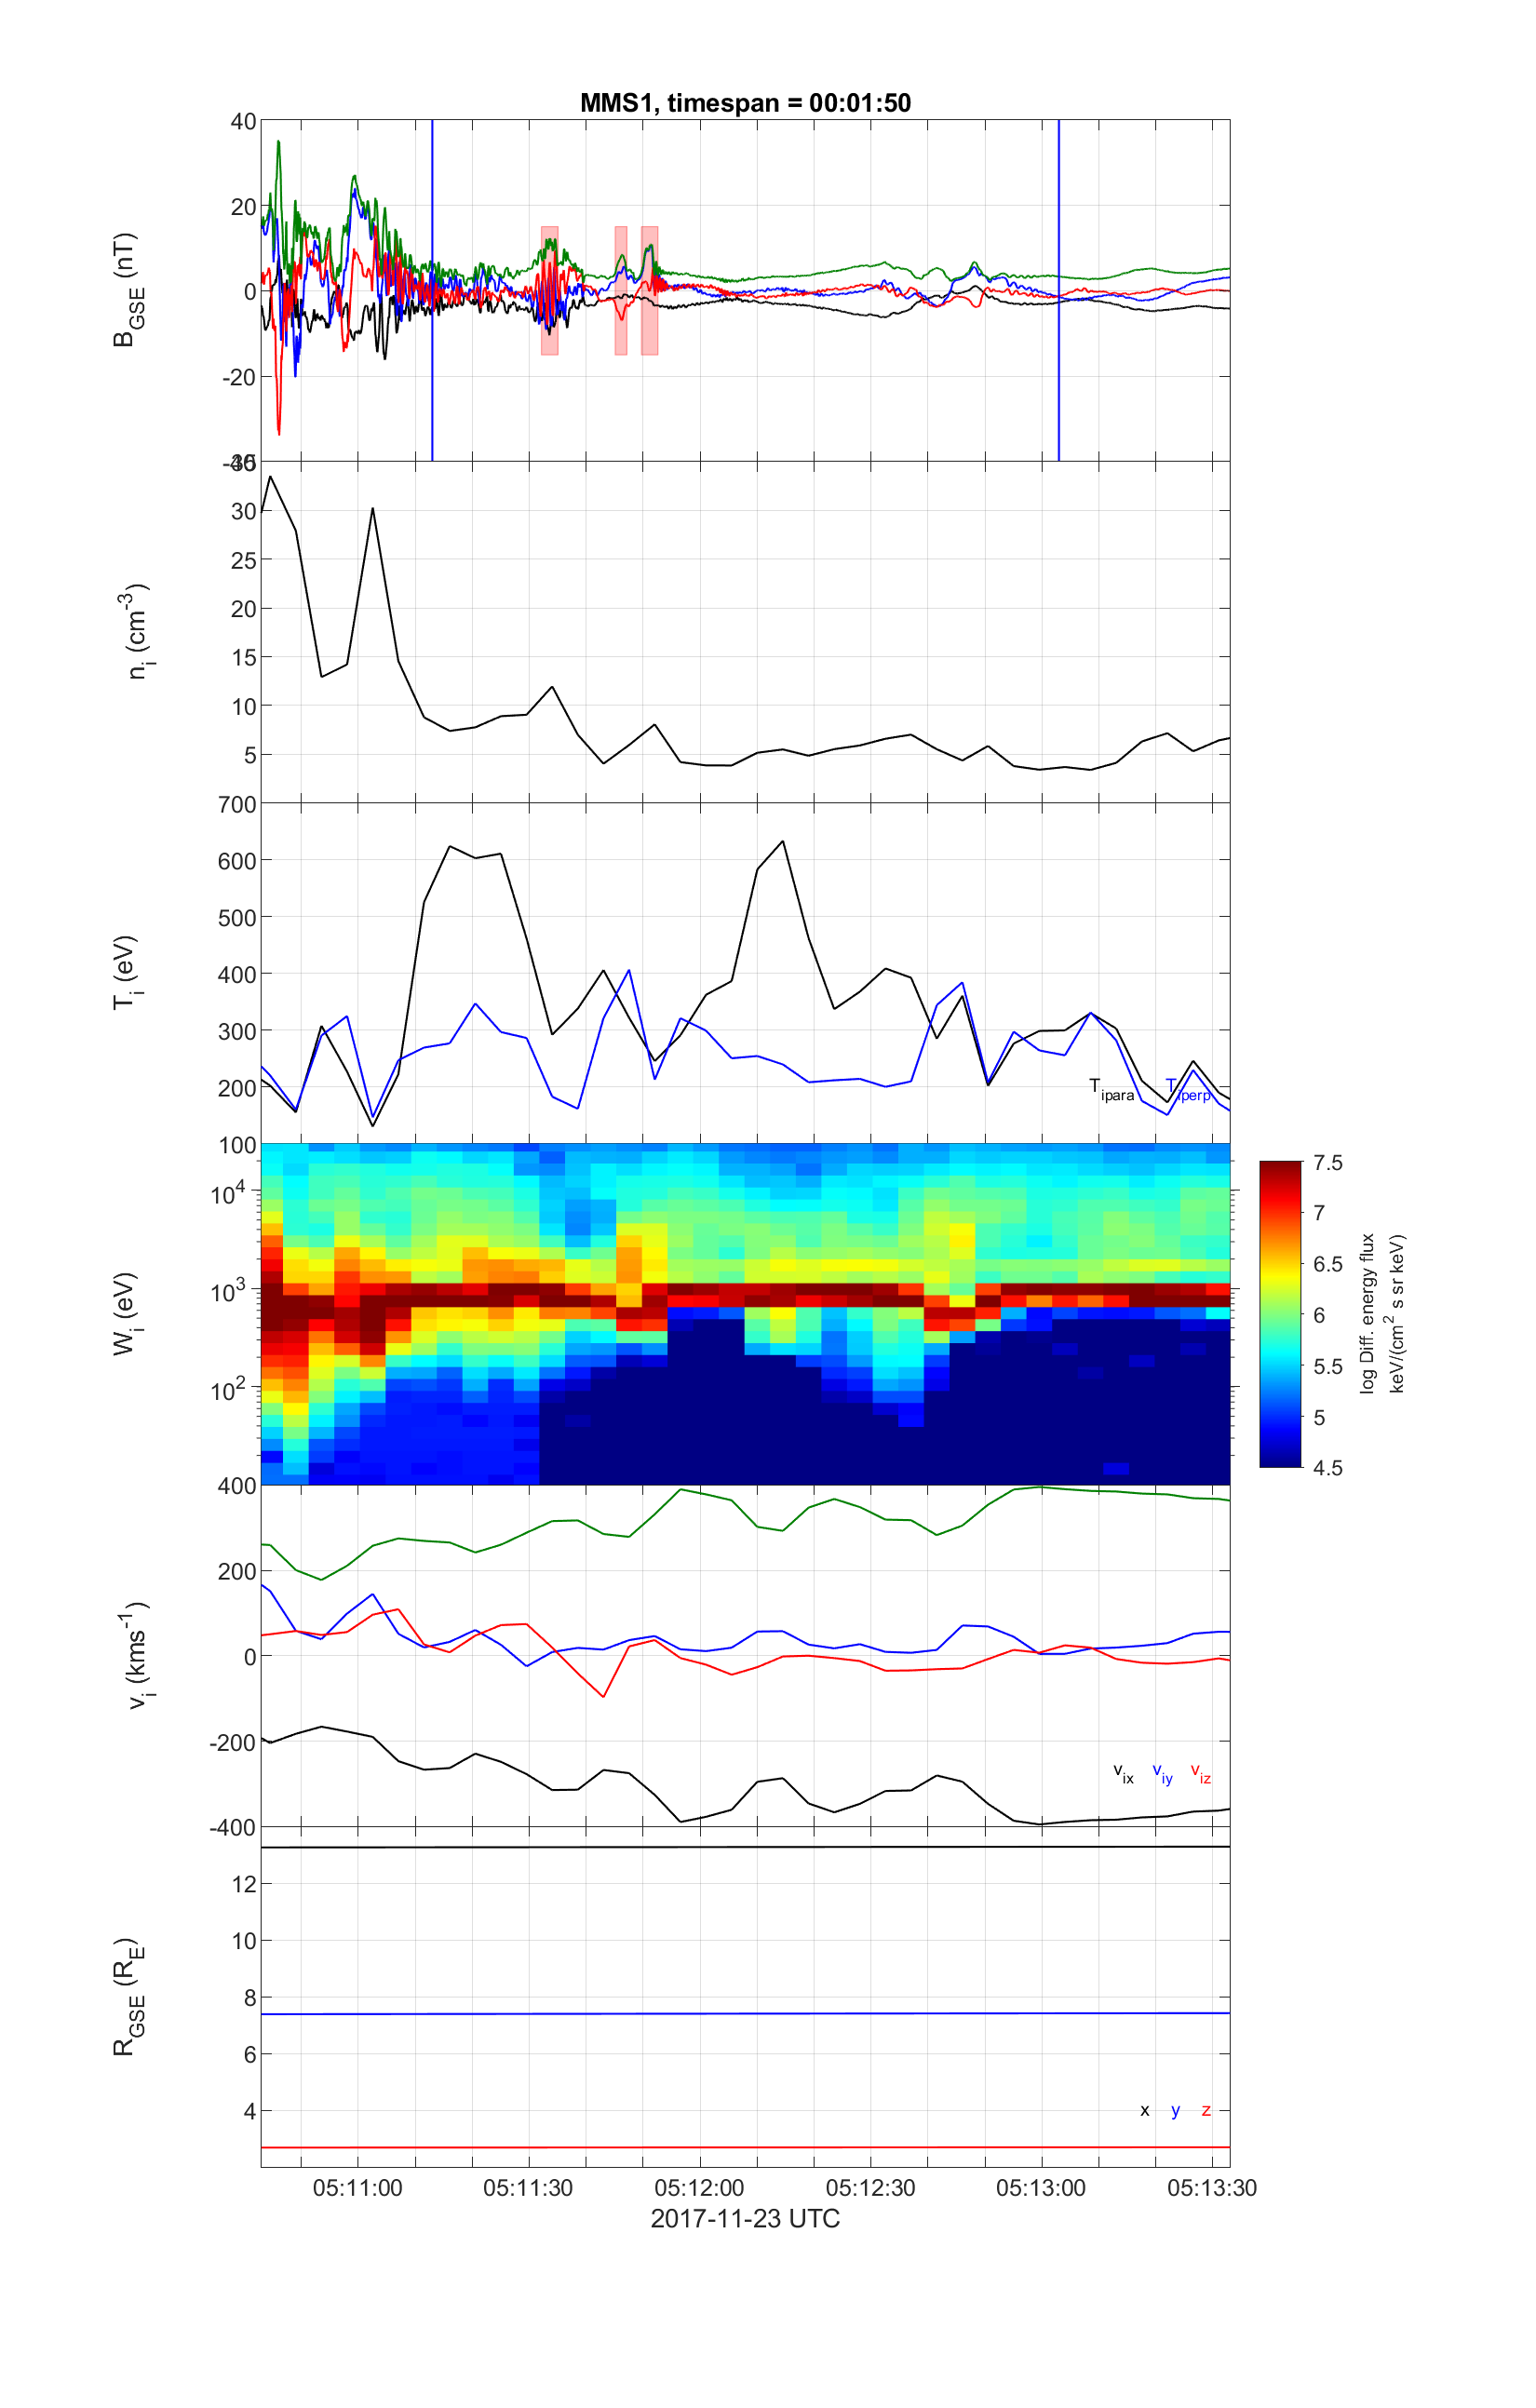 MMS1, timespan = 00:01:50
40
20
0
-20
-40
B_GSE (nT)
35
30
25
20
15
10
5
n_i (cm^-3)
700
600
500
400
300
200
100
T_i (eV)
T_ipara T_iperp
10^4
10^3
10^2
W_i (eV)
7.5
7
6.5
6
5.5
5
4.5
log Diff. energy flux
keV/(cm^2 s sr keV)
400
200
0
-200
-400
v_i (kms^-1)
v_ix v_iy v_iz
12
10
8
6
4
R_GSE (R_E)
x y z
05:11:00 05:11:30 05:12:00 05:12:30 05:13:00 05:13:30
2017-11-23 UTC